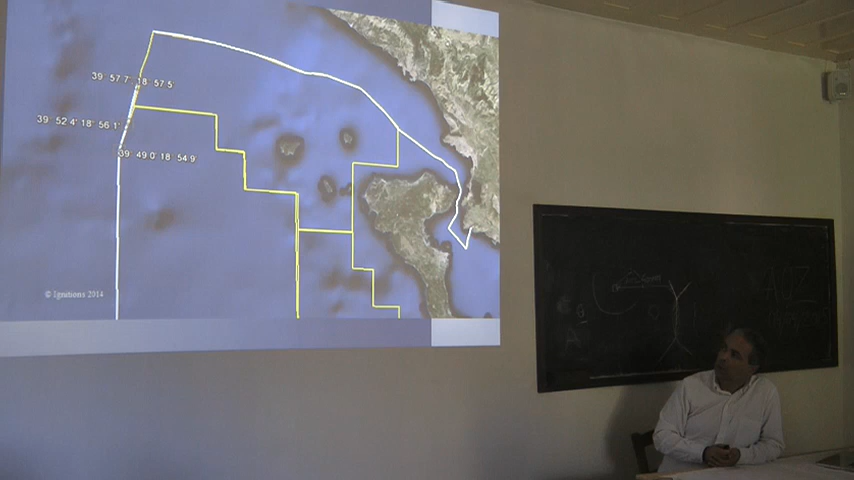 39° 57.7' 18° 57.5'
39° 52.4' 18° 56.1'
39° 49.0' 18° 54.9'
© Ignitions 2014
AOZ